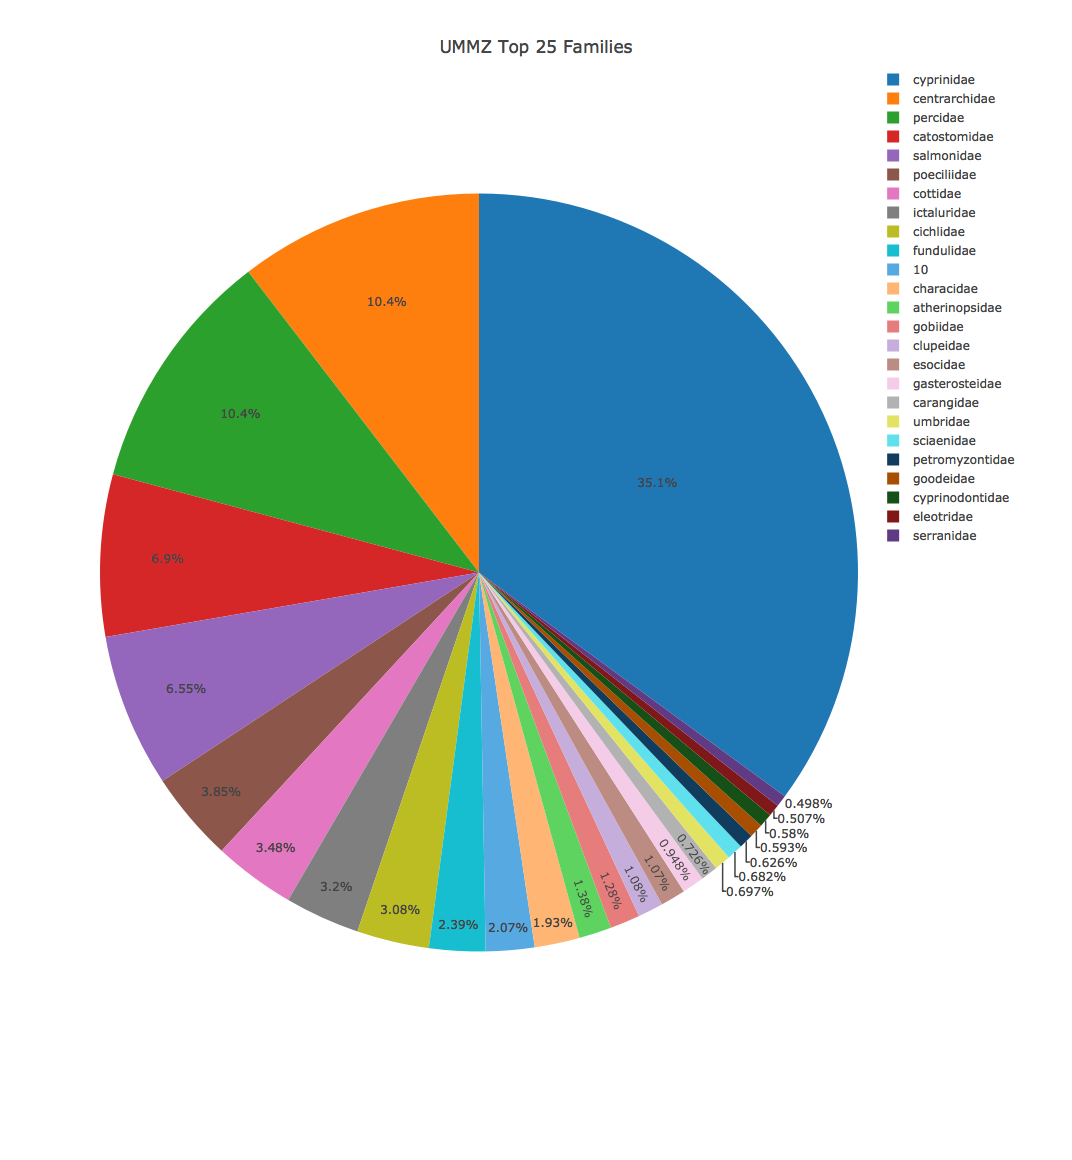 UMMZ Top 25 Families
cyprinidae
centrarchidae
percidae
catostomidae
salmonidae
poeciliidae
cottidae
ictaluridae
cichlidae
fundulidae
10
characidae
atherinopsidae
gobiidae
clupeidae
esocidae
gasterosteidae
carangidae
umbridae
sciaenidae
petromyzontidae
goodeidae
cyprinodontidae
eleotridae
serranidae
35.1%
10.4%
10.4%
6.9%
6.55%
3.85%
3.48%
3.2%
3.08%
2.39%
2.07%
1.93%
1.38%
1.28%
1.08%
1.07%
0.948%
0.726%
0.697%
0.682%
0.626%
0.593%
0.58%
0.507%
0.498%